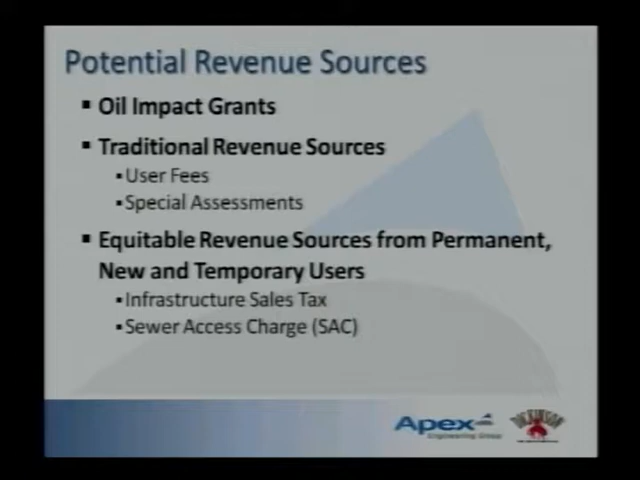 Potential Revenue Sources
▪ Oil Impact Grants
▪ Traditional Revenue Sources
▪ User Fees
▪ Special Assessments
▪ Equitable Revenue Sources from Permanent,
New and Temporary Users
▪ Infrastructure Sales Tax
▪ Sewer Access Charge (SAC)
Apex
Engineering Group
DICKINSON